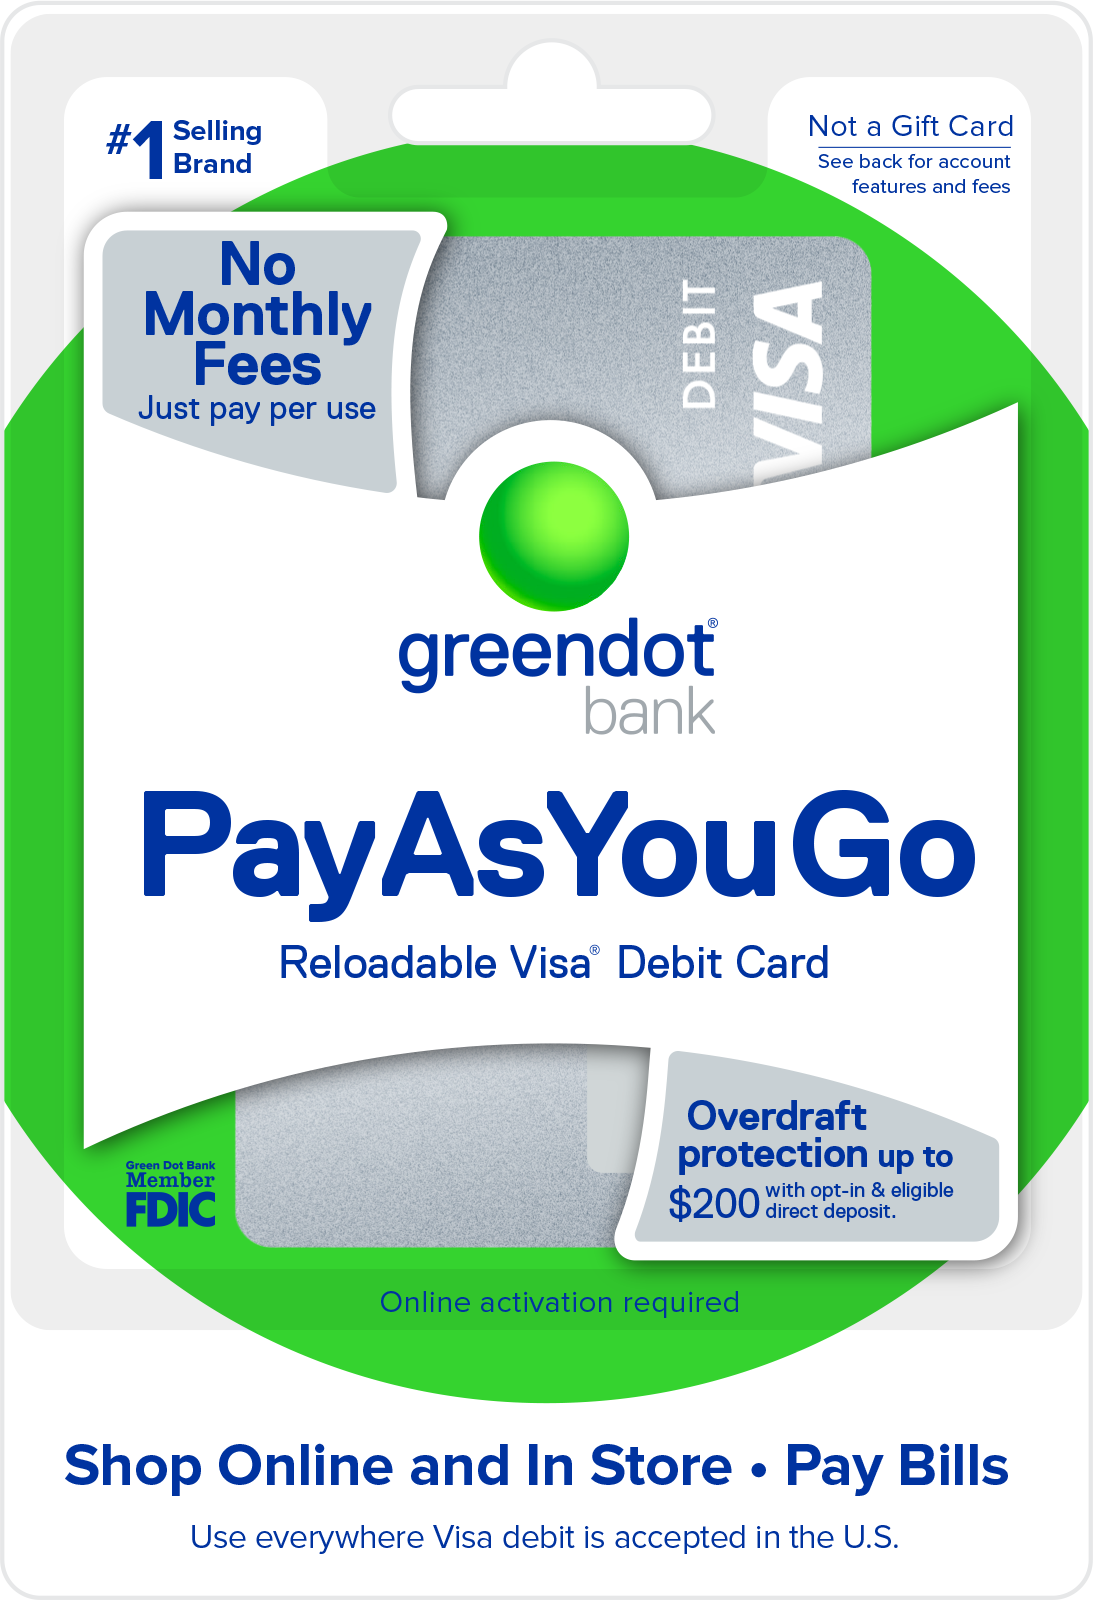 #1 Selling
Brand
Not a Gift Card
See back for account
features and fees
No
Monthly
Fees
Just pay per use
DEBIT
VISA
greendot®
bank
PayAsYouGo
Reloadable Visa® Debit Card
Overdraft
protection up to
$200 with opt-in & eligible
direct deposit.
Green Dot Bank
Member
FDIC
Online activation required
Shop Online and In Store • Pay Bills
Use everywhere Visa debit is accepted in the U.S.